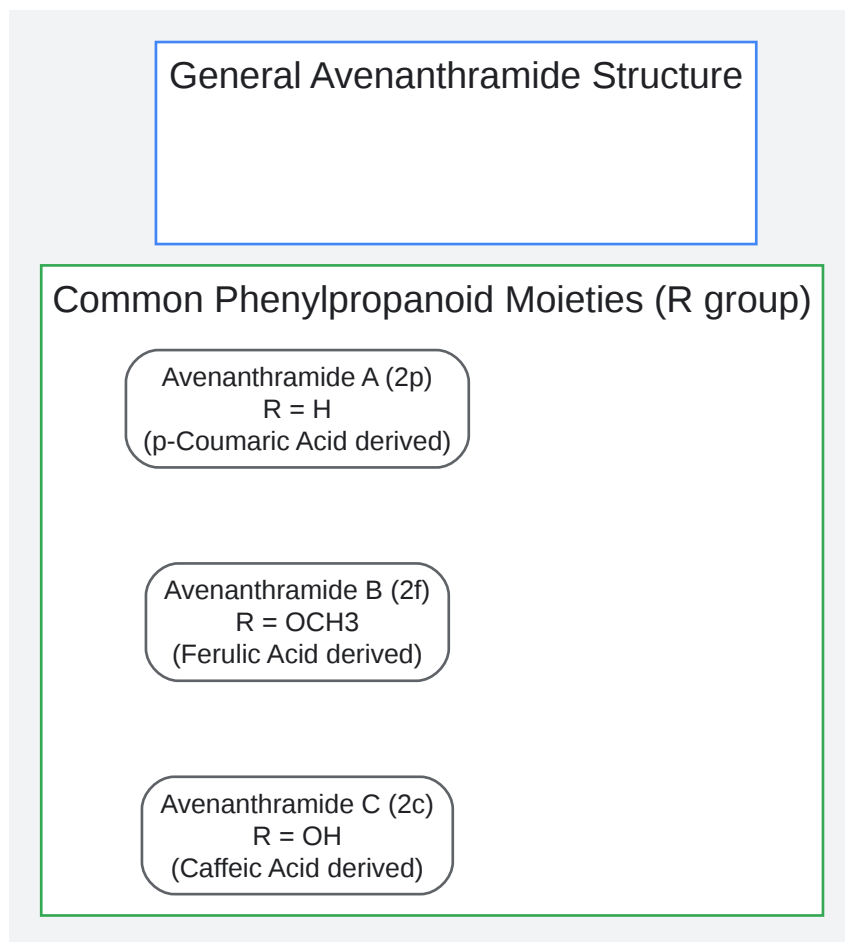 General Avenanthramide Structure
Common Phenylpropanoid Moieties (R group)
Avenanthramide A (2p)
R = H
(p-Coumaric Acid derived)
Avenanthramide B (2f)
R = OCH3
(Ferulic Acid derived)
Avenanthramide C (2c)
R = OH
(Caffeic Acid derived)